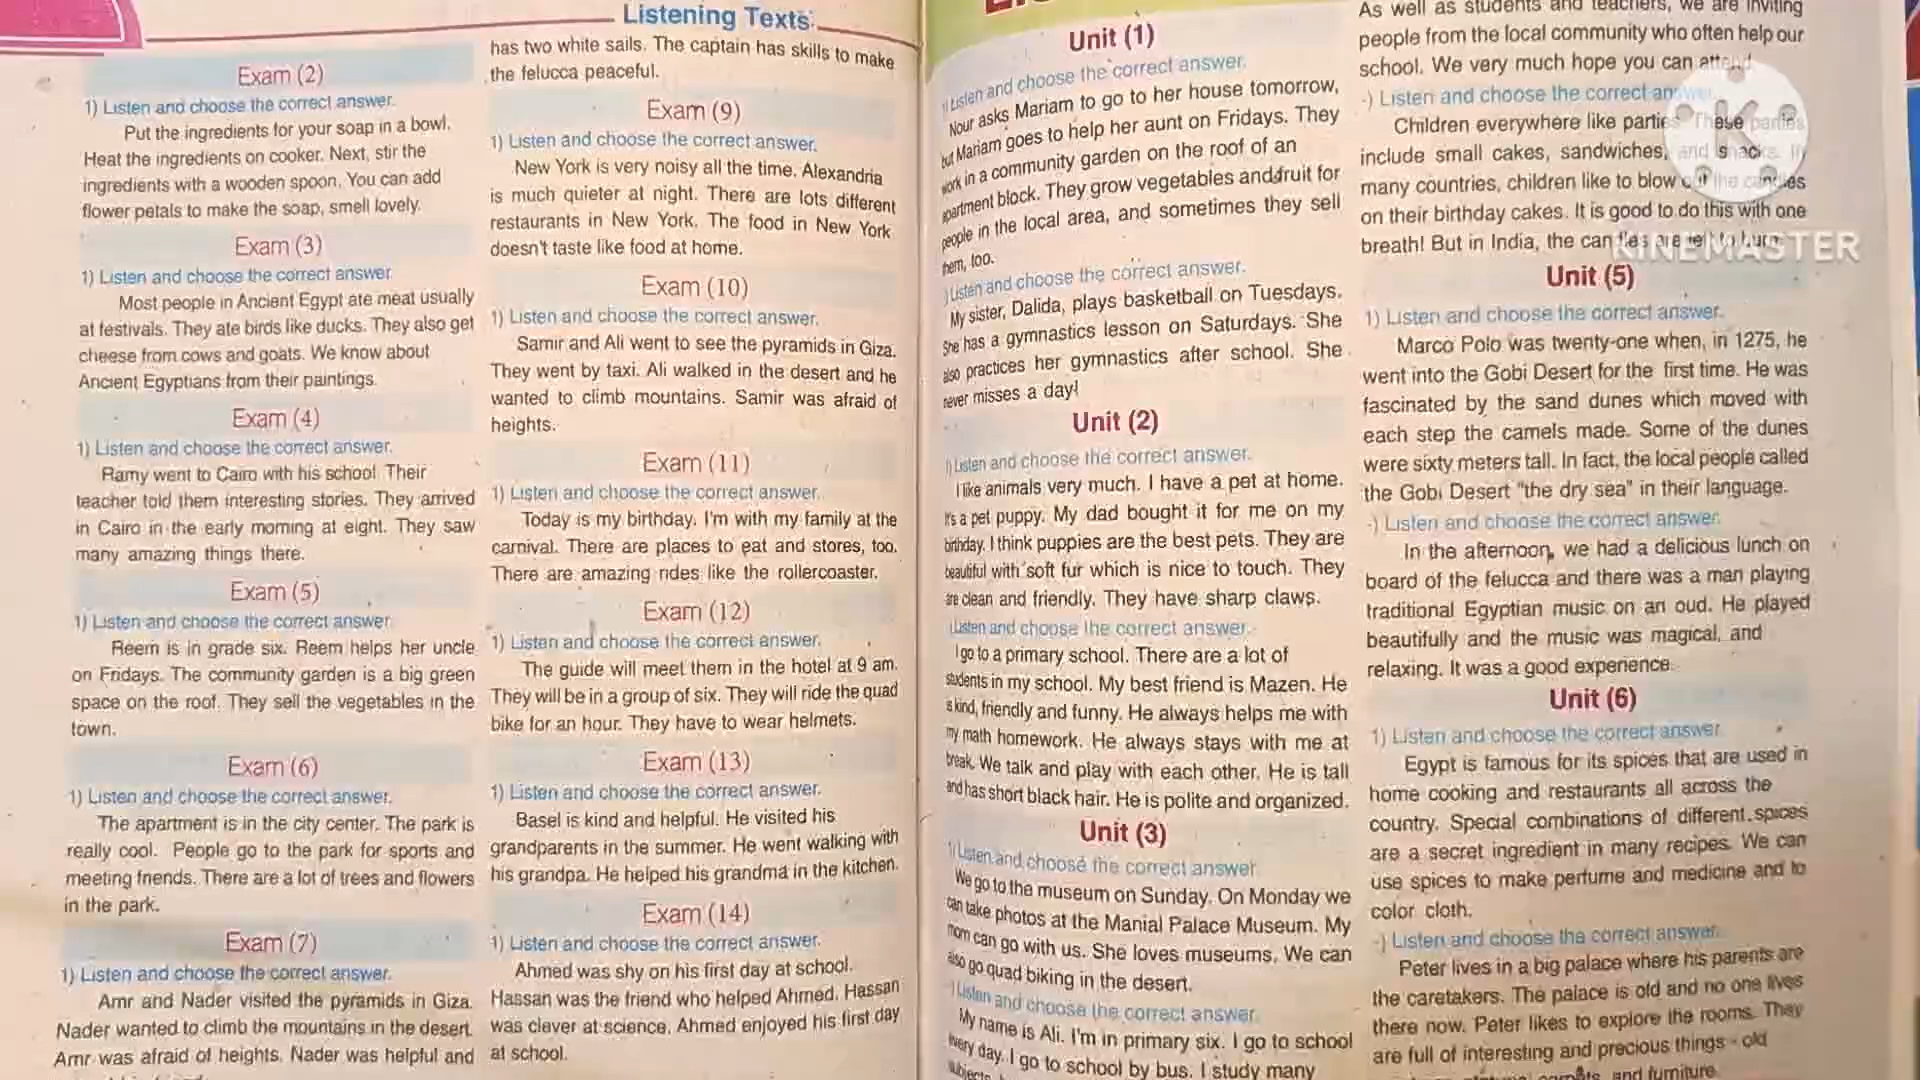 Listening Texts
Exam (2)
1) Listen and choose the correct answer.
Put the ingredients for your soap in a bowl.
Heat the ingredients on cooker. Next, stir the
ingredients with a wooden spoon. You can add
flower petals to make the soap, smell lovely.
Exam (3)
1) Listen and choose the correct answer
Most people in Ancient Egypt ate meat usually
at festivals. They ate birds like ducks. They also get
cheese from cows and goats. We know about
Ancient Egyptians from their paintings.
Exam (4)
1) Listen and choose the correct answer.
Ramy went to Cairo with his school. Their
teacher told them interesting stories. They arrived
in Cairo in the early morning at eight. They saw
many amazing things there.
Exam (5)
1) Listen and choose the correct answer
Reem is in grade six. Reem helps her uncle
on Fridays. The community garden is a big green
space on the roof. They sell the vegetables in the
town.
Exam (6)
1) Listen and choose the correct answer.
The apartment is in the city center. The park is
really cool. People go to the park for sports and
meeting friends. There are a lot of trees and flowers
in the park.
Exam (7)
1) Listen and choose the correct answer.
Amr and Nader visited the pyramids in Giza.
Nader wanted to climb the mountains in the desert.
Amr was afraid of heights. Nader was helpful and
has two white sails. The captain has skills to make
the felucca peaceful.
Exam (9)
1) Listen and choose the correct answer.
New York is very noisy all the time. Alexandria
is much quieter at night. There are lots different
restaurants in New York. The food in New York
doesn't taste like food at home.
Exam (10)
1) Listen and choose the correct answer.
Samir and Ali went to see the pyramids in Giza.
They went by taxi. Ali walked in the desert and he
wanted to climb mountains. Samir was afraid of
heights.
Exam (11)
1) Listen and choose the correct answer.
Today is my birthday. I'm with my family at the
carnival. There are places to eat and stores, too.
There are amazing rides like the rollercoaster.
Exam (12)
1) Listen and choose the correct answer.
The guide will meet them in the hotel at 9 am.
They will be in a group of six. They will ride the quad
bike for an hour. They have to wear helmets.
Exam (13)
1) Listen and choose the correct answer.
Basel is kind and helpful. He visited his
grandparents in the summer. He went walking with
his grandpa. He helped his grandma in the kitchen.
Exam (14)
1) Listen and choose the correct answer.
Ahmed was shy on his first day at school.
Hassan was the friend who helped Ahmed. Hassan
was clever at science. Ahmed enjoyed his first day
at school.
Unit (1)
Listen and choose the correct answer.
Nour asks Mariam to go to her house tomorrow,
but Mariam goes to help her aunt on Fridays. They
work in a community garden on the roof of an
apartment block. They grow vegetables and fruit for
people in the local area, and sometimes they sell
them, too.
Listen and choose the correct answer.
My sister, Dalida, plays basketball on Tuesdays.
She has a gymnastics lesson on Saturdays. She
also practices her gymnastics after school. She
never misses a day!
Unit (2)
Listen and choose the correct answer.
I like animals very much. I have a pet at home.
It's a pet puppy. My dad bought it for me on my
birthday. I think puppies are the best pets. They are
beautiful with soft fur which is nice to touch. They
are clean and friendly. They have sharp claws.
Listen and choose the correct answer.
I go to a primary school. There are a lot of
students in my school. My best friend is Mazen. He
is kind, friendly and funny. He always helps me with
my math homework. He always stays with me at
break. We talk and play with each other. He is tall
and has short black hair. He is polite and organized.
Unit (3)
Listen and choose the correct answer.
We go to the museum on Sunday. On Monday we
can take photos at the Manial Palace Museum. My
mom can go with us. She loves museums. We can
also go quad biking in the desert.
Listen and choose the correct answer.
My name is Ali. I'm in primary six. I go to school
every day. I go to school by bus. I study many
subjects
As well as students and teachers, we are inviting
people from the local community who often help our
school. We very much hope you can attend
-) Listen and choose the correct answer.
Children everywhere like parties. These parties
include small cakes, sandwiches, and snacks. In
many countries, children like to blow out the candles
on their birthday cakes. It is good to do this with one
breath! But in India, the candles are left to burn.
KINEMASTER
Unit (5)
1) Listen and choose the correct answer.
Marco Polo was twenty-one when, in 1275, he
went into the Gobi Desert for the first time. He was
fascinated by the sand dunes which moved with
each step the camels made. Some of the dunes
were sixty meters tall. In fact, the local people called
the Gobi Desert "the dry sea" in their language.
-) Listen and choose the correct answer.
In the afternoon, we had a delicious lunch on
board of the felucca and there was a man playing
traditional Egyptian music on an oud. He played
beautifully and the music was magical, and
relaxing. It was a good experience.
Unit (6)
1) Listen and choose the correct answer
Egypt is famous for its spices that are used in
home cooking and restaurants all across the
country. Special combinations of different spices
are a secret ingredient in many recipes. We can
use spices to make perfume and medicine and to
color cloth.
-) Listen and choose the correct answer.
Peter lives in a big palace where his parents are
the caretakers. The palace is old and no one lives
there now. Peter likes to explore the rooms. They
are full of interesting and precious things - old
and furniture.